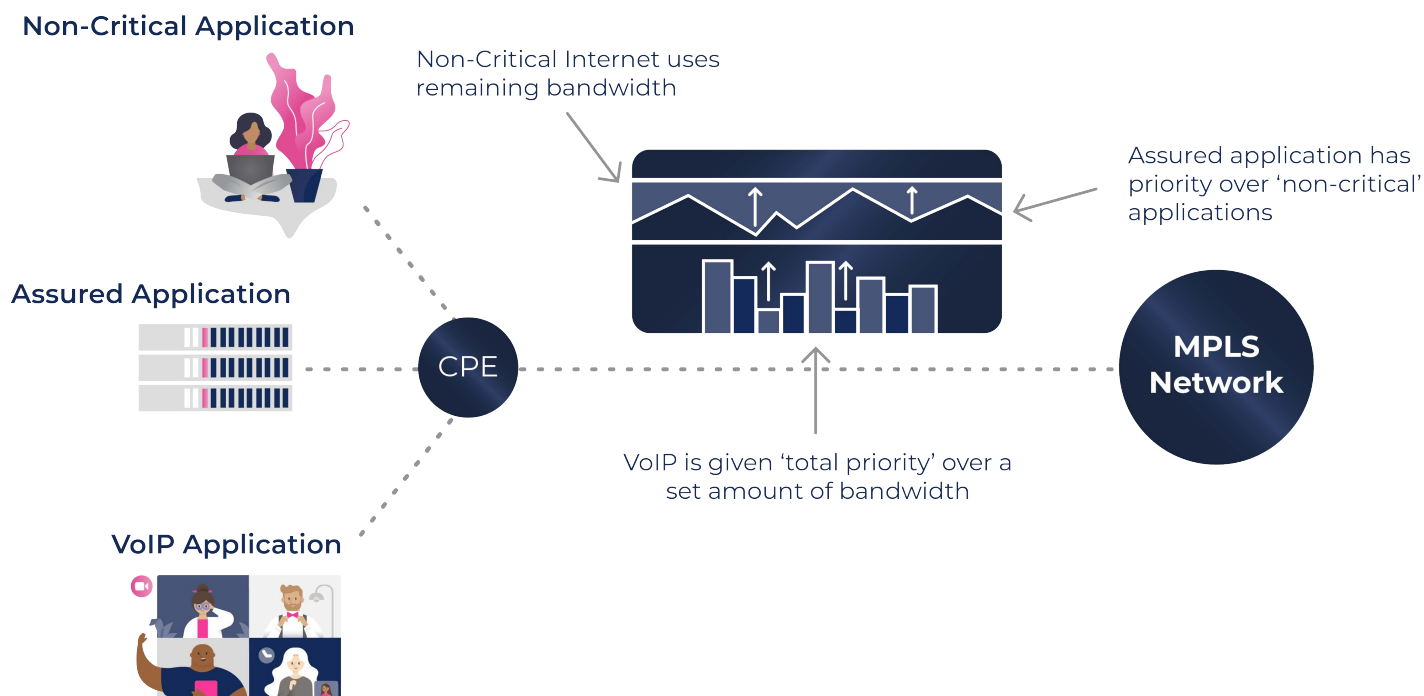 Non-Critical Application
Non-Critical Internet uses
remaining bandwidth
Assured application has
priority over ‘non-critical’
applications
Assured Application
CPE
MPLS
Network
VoIP is given ‘total priority’ over a
set amount of bandwidth
VoIP Application